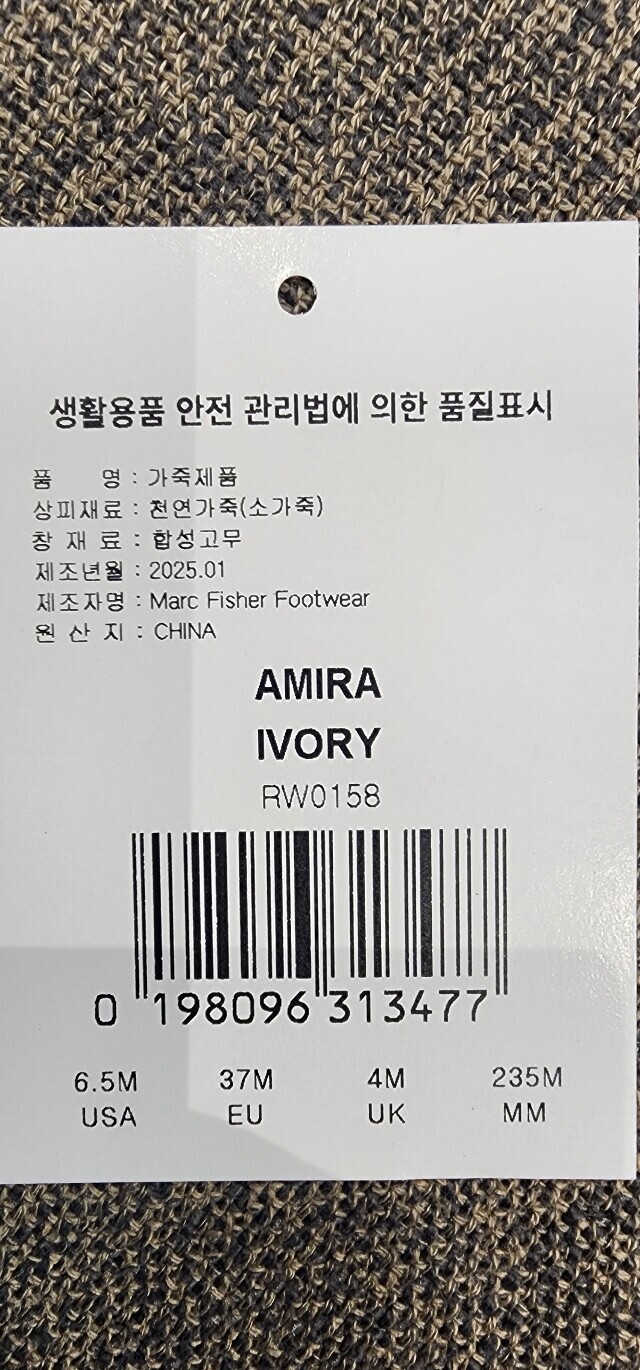 생활용품 안전 관리법에 의한 품질표시
품 명 : 가죽제품
상피재료 : 천연가죽(소가죽)
창 재 료 : 합성고무
제조년월 : 2025.01
제조자명 : Marc Fisher Footwear
원 산 지 : CHINA
AMIRA
IVORY
RW0158
0 198096 313477
6.5M 37M 4M 235M
USA EU UK MM